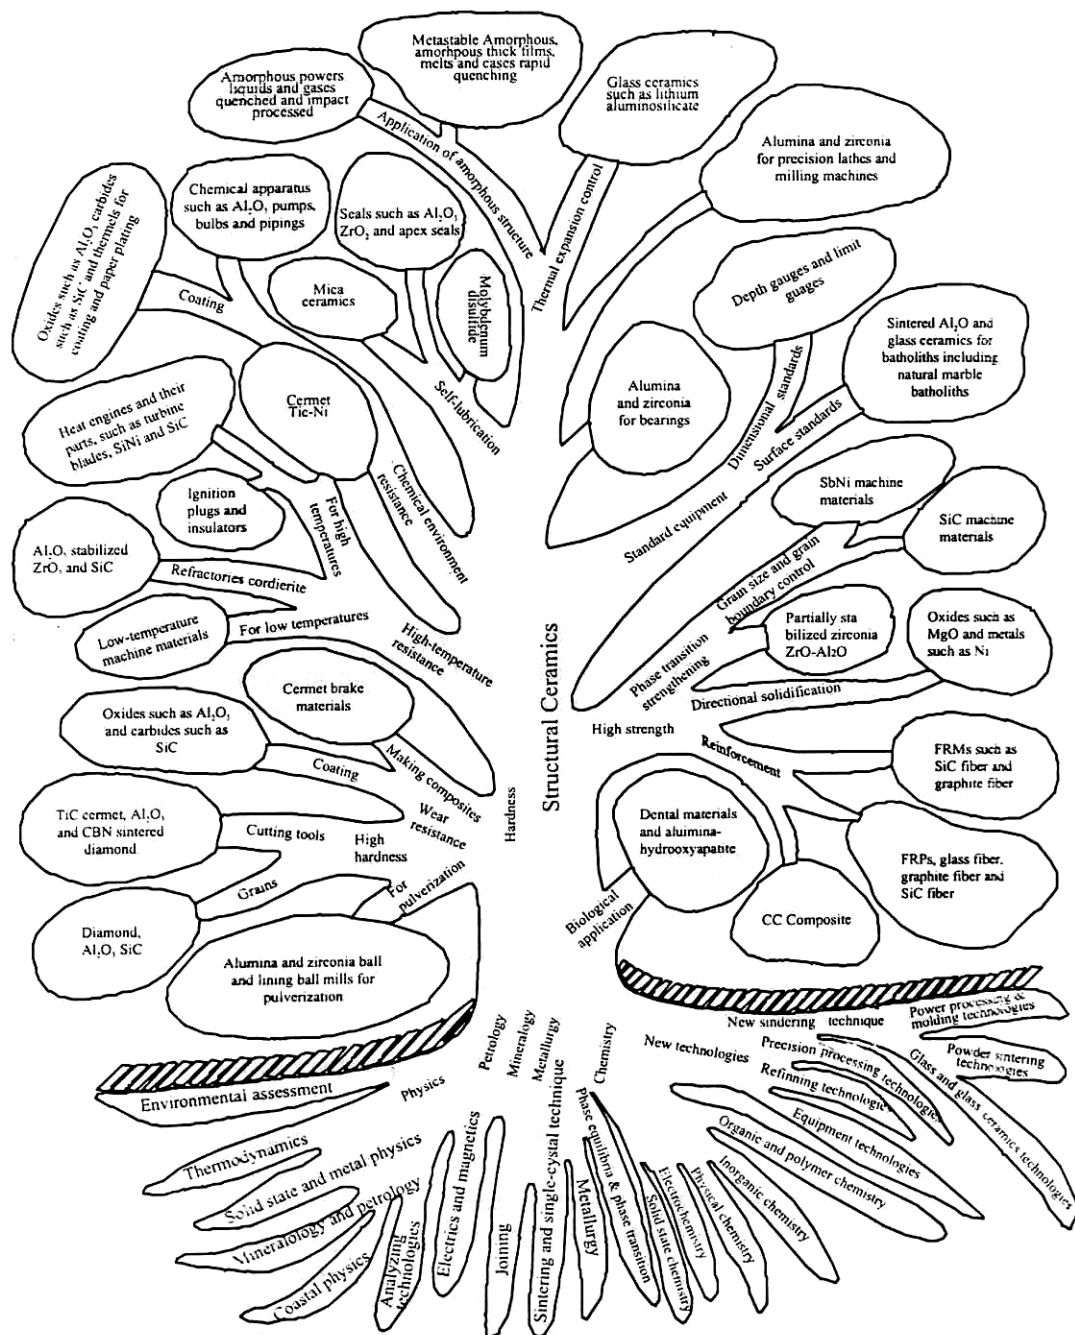 Metastable Amorphous,
amorhpous thick films,
melts and cases rapid
quenching
Amorphous powers
liquids and gases
quenched and impact
processed
Glass ceramics
such as lithium
aluminosilicate
Application of amorphous structure
Thermal expansion control
Alumina and zirconia
for precision lathes and
milling machines
Oxides such as Al₂O₃ carbides
such as SiC and thermels for
coating and paper plating
Chemical apparatus
such as Al₂O₃ pumps,
bulbs and pipings
Seals such as Al₂O₃
ZrO₂ and apex seals
Coating
Mica
ceramics
Molybdenum
disulfide
Self-lubrication
Depth gauges and limit
guages
Sintered Al₂O and
glass ceramics for
batholiths including
natural marble
batholiths
Alumina
and zirconia
for bearings
Dimensional standards
Surface standards
Standard equipment
Heat engines and their
parts, such as turbine
blades, SiNi and SiC
Cermet
Tic-Ni
Chemical environment
resistance
For high
temperatures
Ignition
plugs and
insulators
Al₂O₃ stabilized
ZrO₂ and SiC
Refractories cordierite
Low-temperature
machine materials
For low temperatures
High-temperature
resistance
SbNi machine
materials
SiC machine
materials
Grain size and grain
boundary control
Partially sta
bilized zirconia
ZrO-Al2O
Oxides such as
MgO and metals
such as Ni
Phase transition
strengthening
Directional solidification
High strength
Reinforcement
Structural Ceramics
Cermet brake
materials
Oxides such as Al₂O₃
and carbides such as
SiC
Coating
Making composites
Wear
resistance
Hardness
FRMs such as
SiC fiber and
graphite fiber
TiC cermet, Al₂O₃
and CBN sintered
diamond
Cutting tools
High
hardness
Grains
For
pulverization
Dental materials
and aluimina-
hydrooxyapatite
FRPs, glass fiber,
graphite fiber and
SiC fiber
Biological
application
CC Composite
Diamond,
Al₂O₃ SiC
Alumina and zirconia ball
and lining ball mills for
pulverization
Environmental assessment
Physics
Petrology
Mineralogy
Metallurgy
Chemistry
New technologies
New sindering technique
Power processing &
molding technologies
Precision processing technologies
Powder sintering
technologies
Refinning technologies
Glass and glass ceramics technologies
Equipment technologies
Organic and polymer chemistry
Inorganic chemistry
Physical chemistry
Electrochemistry
Solid state chemistry
Phase equilibria & phase transition
Metallurgy
Sintering and single-crystal technique
Joining
Electrics and magnetics
Analyzing
technologies
Coastal physics
Mineralology and petrology
Solid state and metal physics
Thermodynamics